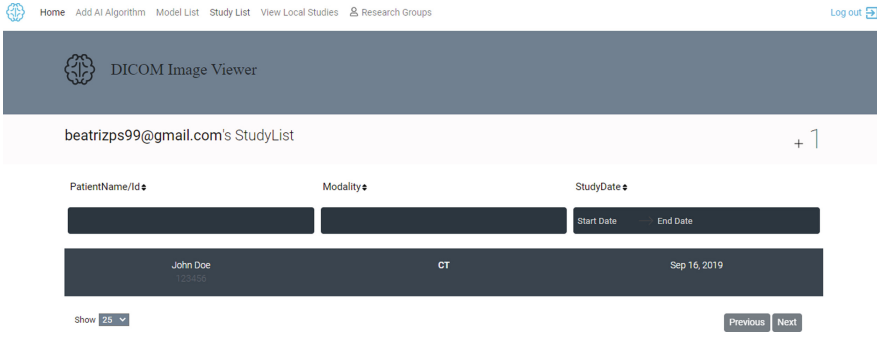 Home Add AI Algorithm Model List Study List View Local Studies Research Groups Log out
DICOM Image Viewer
beatrizps99@gmail.com's StudyList + 1
PatientName/Id Modality StudyDate
Start Date → End Date
John Doe CT Sep 16, 2019
123456
Show 25 Previous Next